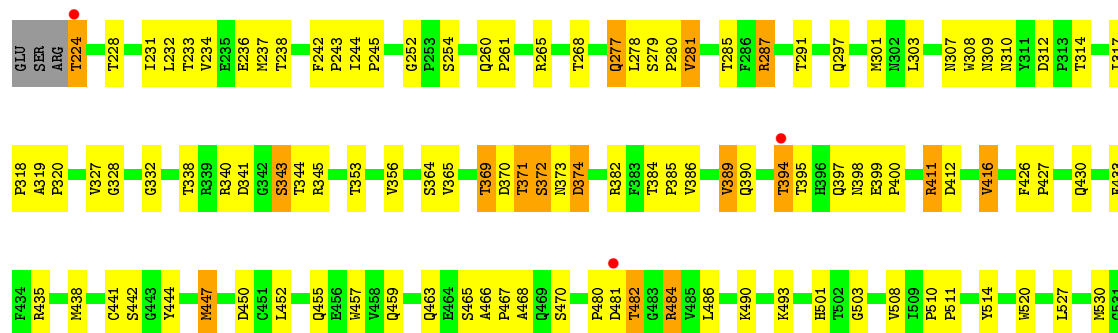 GLU SER ARG T224 T228 I231 L232 T233 V234 E235 E236 M237 T238 F242 P243 I244 P245 G252 P253 S254 Q260 P261 R265 T268 Q277 L278 S279 P280 V281 T285 F286 R287 T291 Q297 M301 N302 L303 N307 W308 N309 N310 Y311 D312 P313 T314
P318 A319 P320 V327 G328 G332 T338 R339 R340 D341 G342 S343 T344 R345 T353 V356 S364 V365 T369 D370 T371 S372 N373 D374 R382 F383 T384 P385 V386 V389 Q390 T394 T395 H396 Q397 N398 E399 P400 R411 D412 V416 F426 P427 Q430
F434 R435 M438 C441 S442 G443 Y444 M447 D450 C451 L452 Q455 E456 W457 V458 Q459 Q463 E464 S465 A466 P467 A468 Q469 S470 P480 D481 T482 G483 R484 V485 L486 K490 K493 H501 T502 G503 V508 I509 P510 P511 Y514 W520 L527 M530